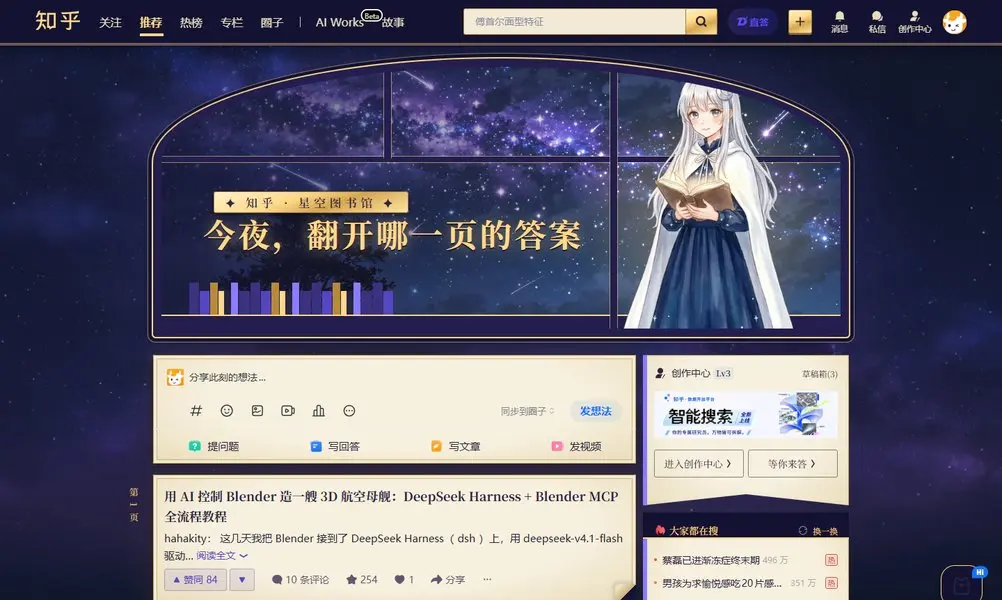 知乎 关注 推荐 热榜 专栏 圈子 | AI Works Beta 故事 傅首尔面型特征 直答 消息 私信 创作中心
✦ 知乎 · 星空图书馆 ✦
今夜，翻开哪一页的答案
分享此刻的想法...
同步到圈子 发想法
提问题 写回答 写文章 发视频
创作中心 Lv3 草稿箱(3)
智能搜索 全新上线
进入创作中心 等你来答
第1页
用 AI 控制 Blender 造一艘 3D 航空母舰：DeepSeek Harness + Blender MCP
全流程教程
hahakity： 这几天我把 Blender 接到了 DeepSeek Harness（ dsh ）上，用 deepseek-v4.1-flash
驱动... 阅读全文
▲ 赞同 84 ▼ 10 条评论 254 1 分享 ···
大家都在搜 换一换
蔡磊已进渐冻症终末期 496 万 热
男孩为求愉悦感吃20片感... 351 万 热
HI